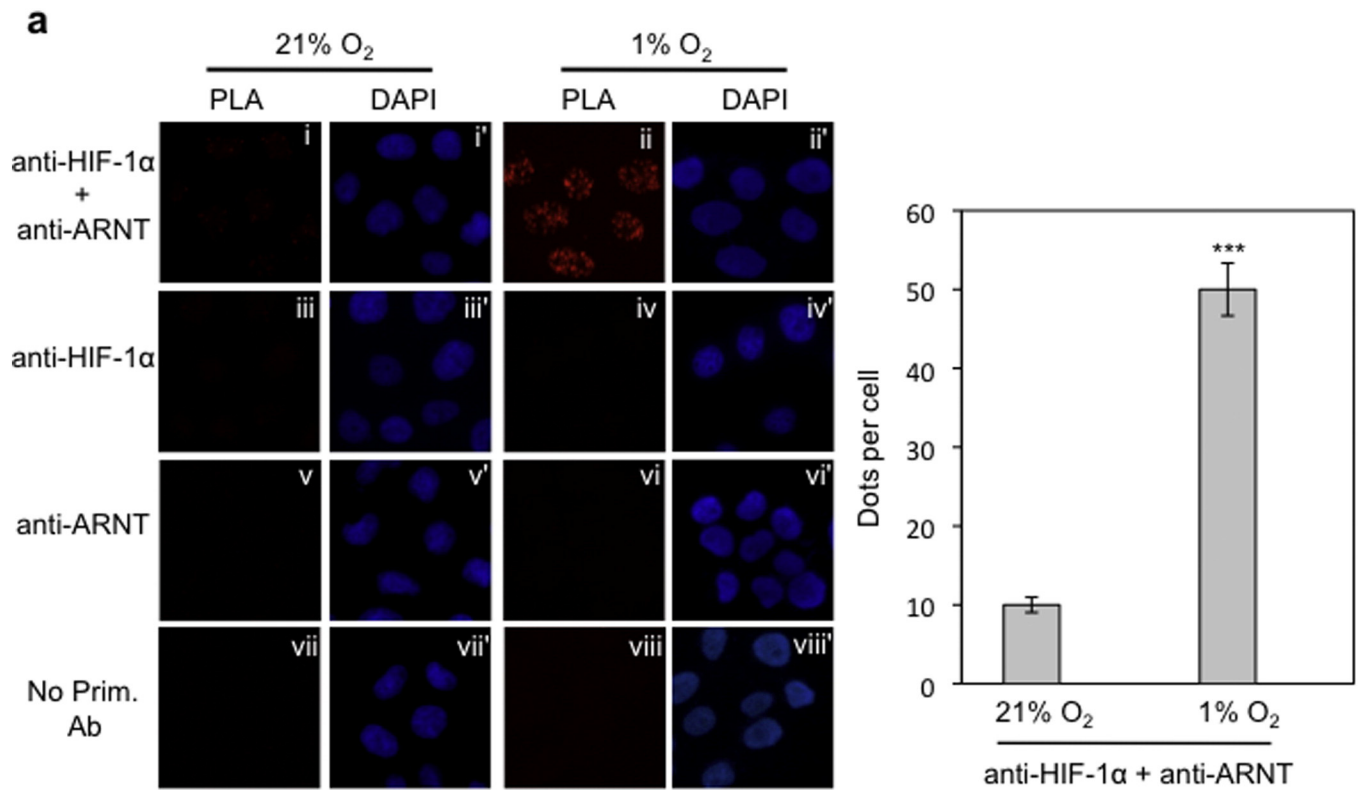 a
21% O₂
1% O₂
PLA
DAPI
PLA
DAPI
anti-HIF-1α
+
anti-ARNT
i
i'
ii
ii'
anti-HIF-1α
iii
iii'
iv
iv'
anti-ARNT
v
v'
vi
vi'
No Prim.
Ab
vii
vii'
viii
viii'
Dots per cell
60
50
40
30
20
10
0
***
21% O₂
1% O₂
anti-HIF-1α + anti-ARNT